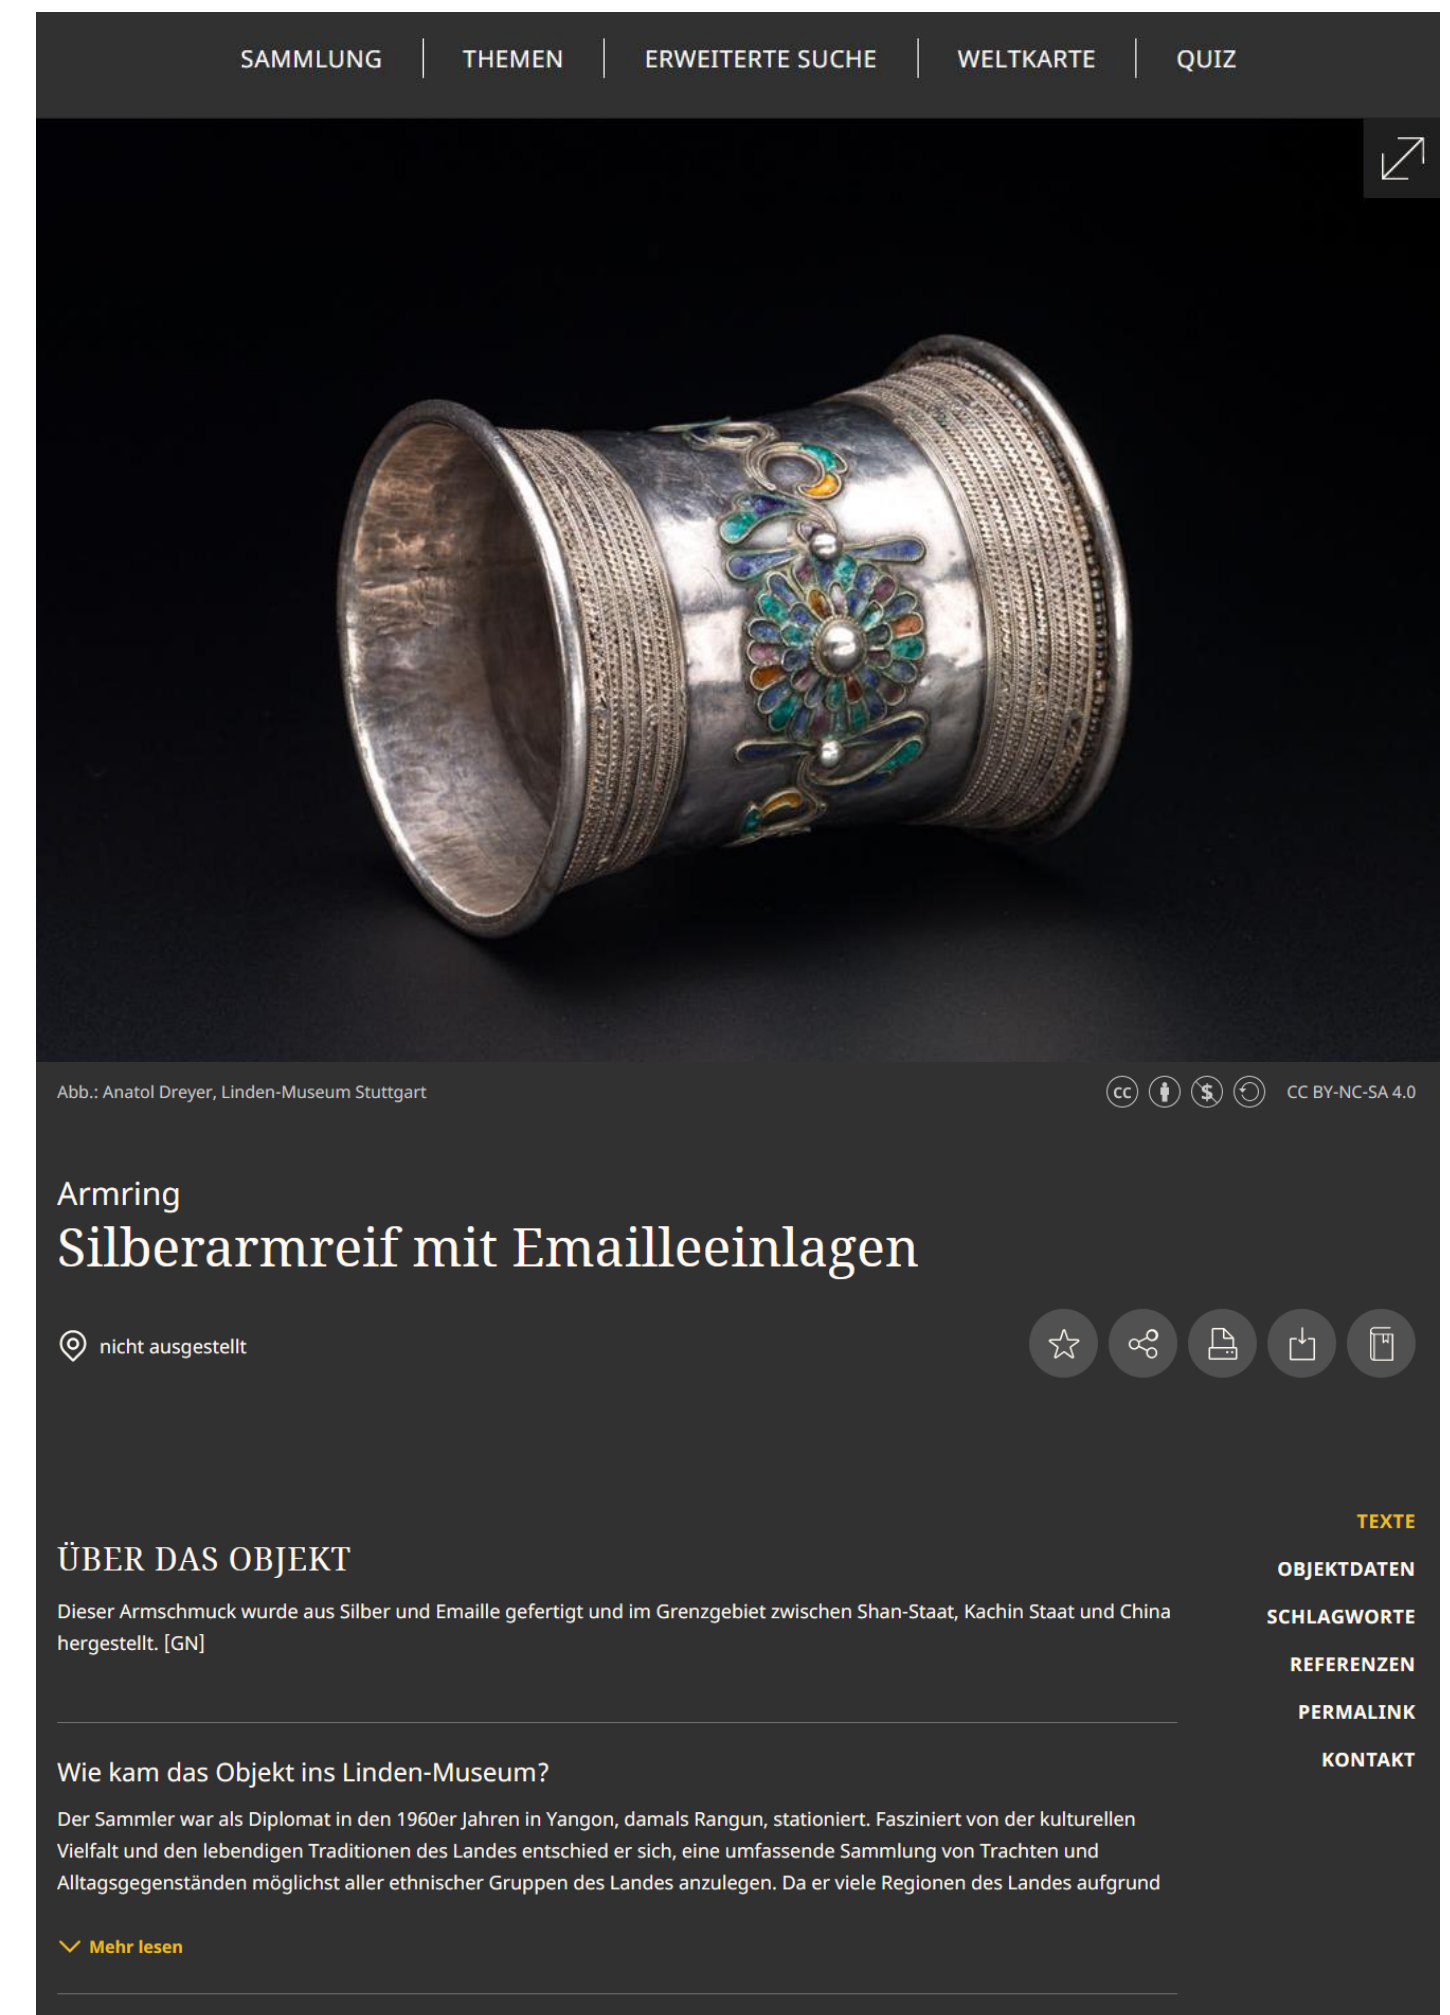 SAMMLUNG THEMEN ERWEITERTE SUCHE WELTKARTE QUIZ
Abb.: Anatol Dreyer, Linden-Museum Stuttgart
cc $ CC BY-NC-SA 4.0
Armring
Silberarmreif mit Emailleeinlagen
nicht ausgestellt
TEXTE
OBJEKTDATEN
SCHLAGWORTE
REFERENZEN
PERMALINK
KONTAKT
ÜBER DAS OBJEKT
Dieser Armschmuck wurde aus Silber und Emaille gefertigt und im Grenzgebiet zwischen Shan-Staat, Kachin Staat und China
hergestellt. [GN]
Wie kam das Objekt ins Linden-Museum?
Der Sammler war als Diplomat in den 1960er Jahren in Yangon, damals Rangun, stationiert. Fasziniert von der kulturellen
Vielfalt und den lebendigen Traditionen des Landes entschied er sich, eine umfassende Sammlung von Trachten und
Alltagsgegenständen möglichst aller ethnischer Gruppen des Landes anzulegen. Da er viele Regionen des Landes aufgrund
Mehr lesen